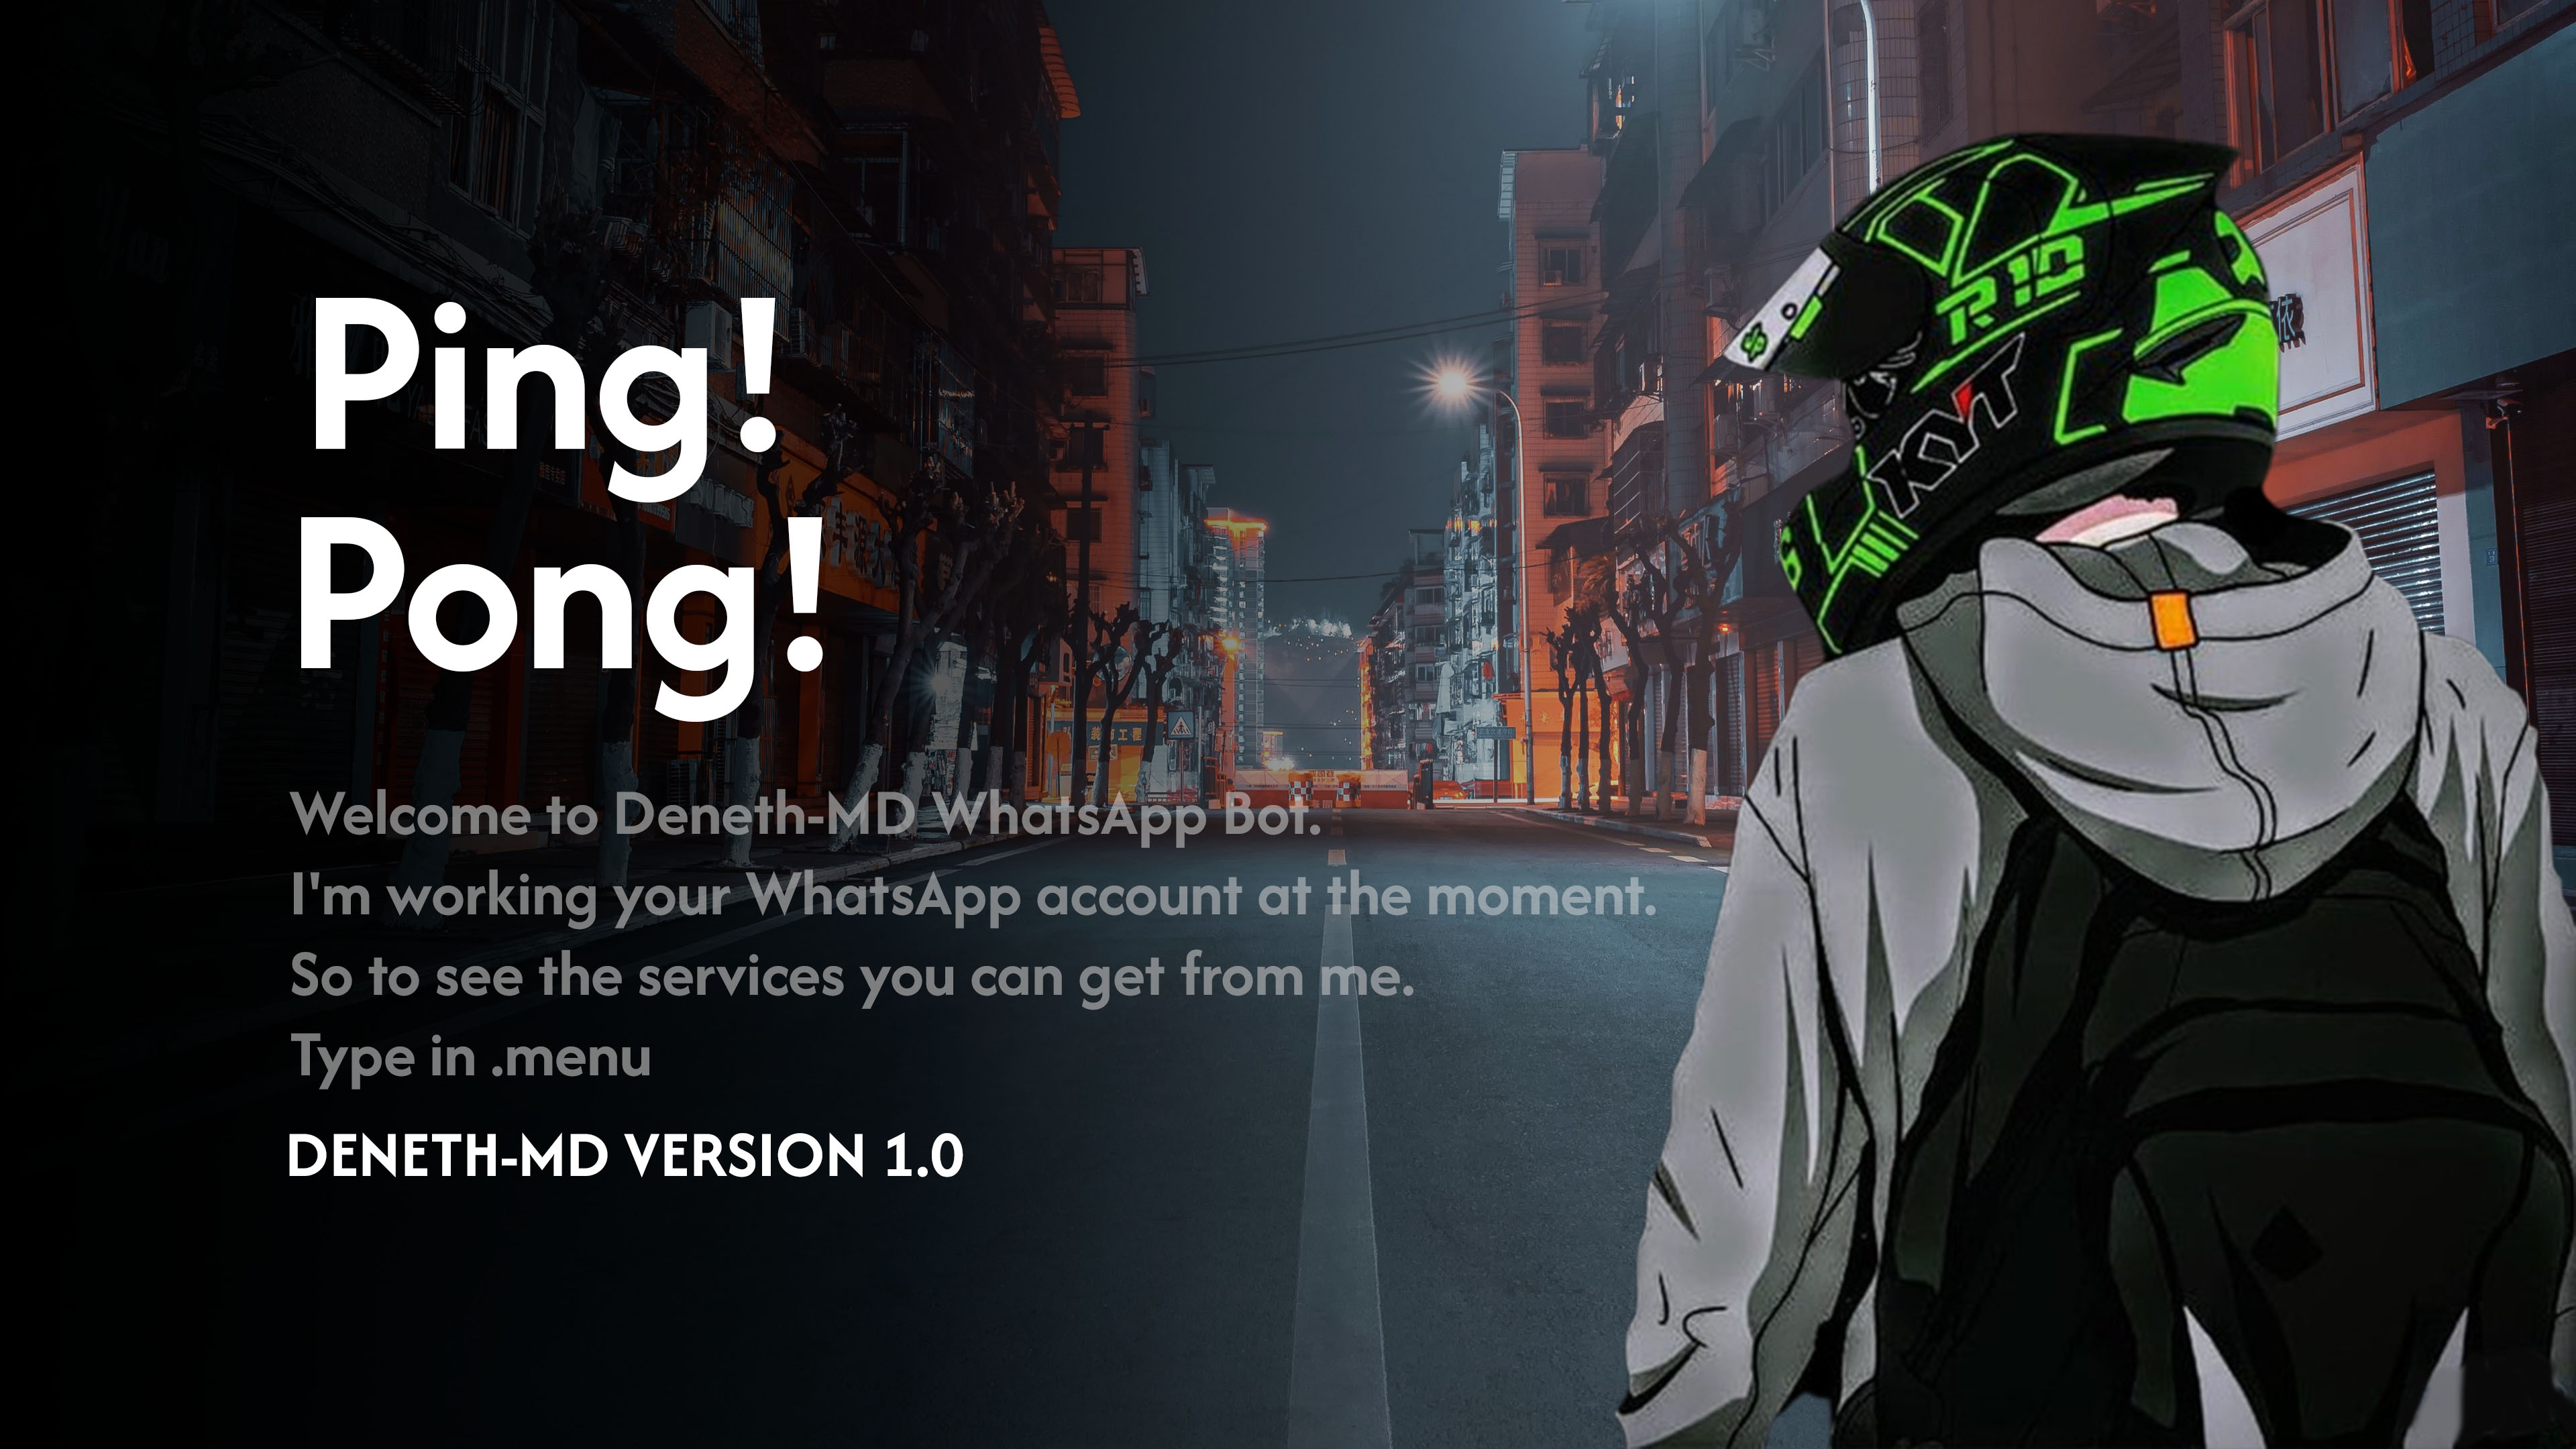 Ping!
Pong!
Welcome to Deneth-MD WhatsApp Bot.
I'm working your WhatsApp account at the moment.
So to see the services you can get from me.
Type in .menu
DENETH-MD VERSION 1.0
R10
KYT
依